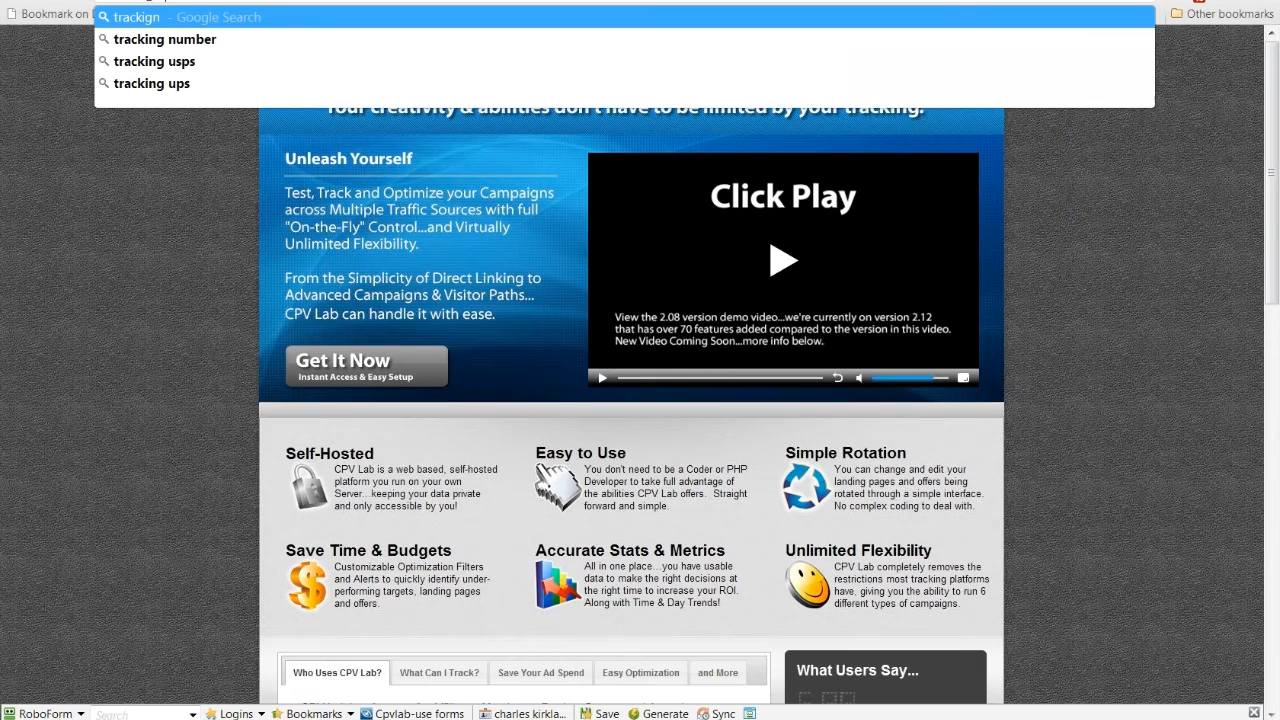 Bookmark on
trackign - Google Search
Other bookmarks
tracking number
tracking usps
tracking ups
Your creativity & abilities don't have to be limited by your tracking.
Unleash Yourself
Test, Track and Optimize your Campaigns
across Multiple Traffic Sources with full
"On-the-Fly" Control...and Virtually
Unlimited Flexibility.
From the Simplicity of Direct Linking to
Advanced Campaigns & Visitor Paths...
CPV Lab can handle it with ease.
Get It Now
Instant Access & Easy Setup
Click Play
View the 2.08 version demo video...we're currently on version 2.12
that has over 70 features added compared to the version in this video.
New Video Coming Soon...more info below.
Self-Hosted
CPV Lab is a web based, self-hosted
platform you run on your own
Server...keeping your data private
and only accessible by you!
Easy to Use
You don't need to be a Coder or PHP
Developer to take full advantage of
the abilities CPV Lab offers. Straight
forward and simple.
Simple Rotation
You can change and edit your
landing pages and offers being
rotated through a simple interface.
No complex coding to deal with.
Save Time & Budgets
Customizable Optimization Filters
and Alerts to quickly identify under-
performing targets, landing pages
and offers.
Accurate Stats & Metrics
All in one place...you have usable
data to make the right decisions at
the right time to increase your ROI.
Along with Time & Day Trends!
Unlimited Flexibility
CPV Lab completely removes the
restrictions most tracking platforms
have, giving you the ability to run 6
different types of campaigns.
Who Uses CPV Lab? What Can I Track? Save Your Ad Spend Easy Optimization and More
What Users Say...
RoboForm Search Logins Bookmarks Cpvlab-use forms charles kirkla... Save Generate Sync